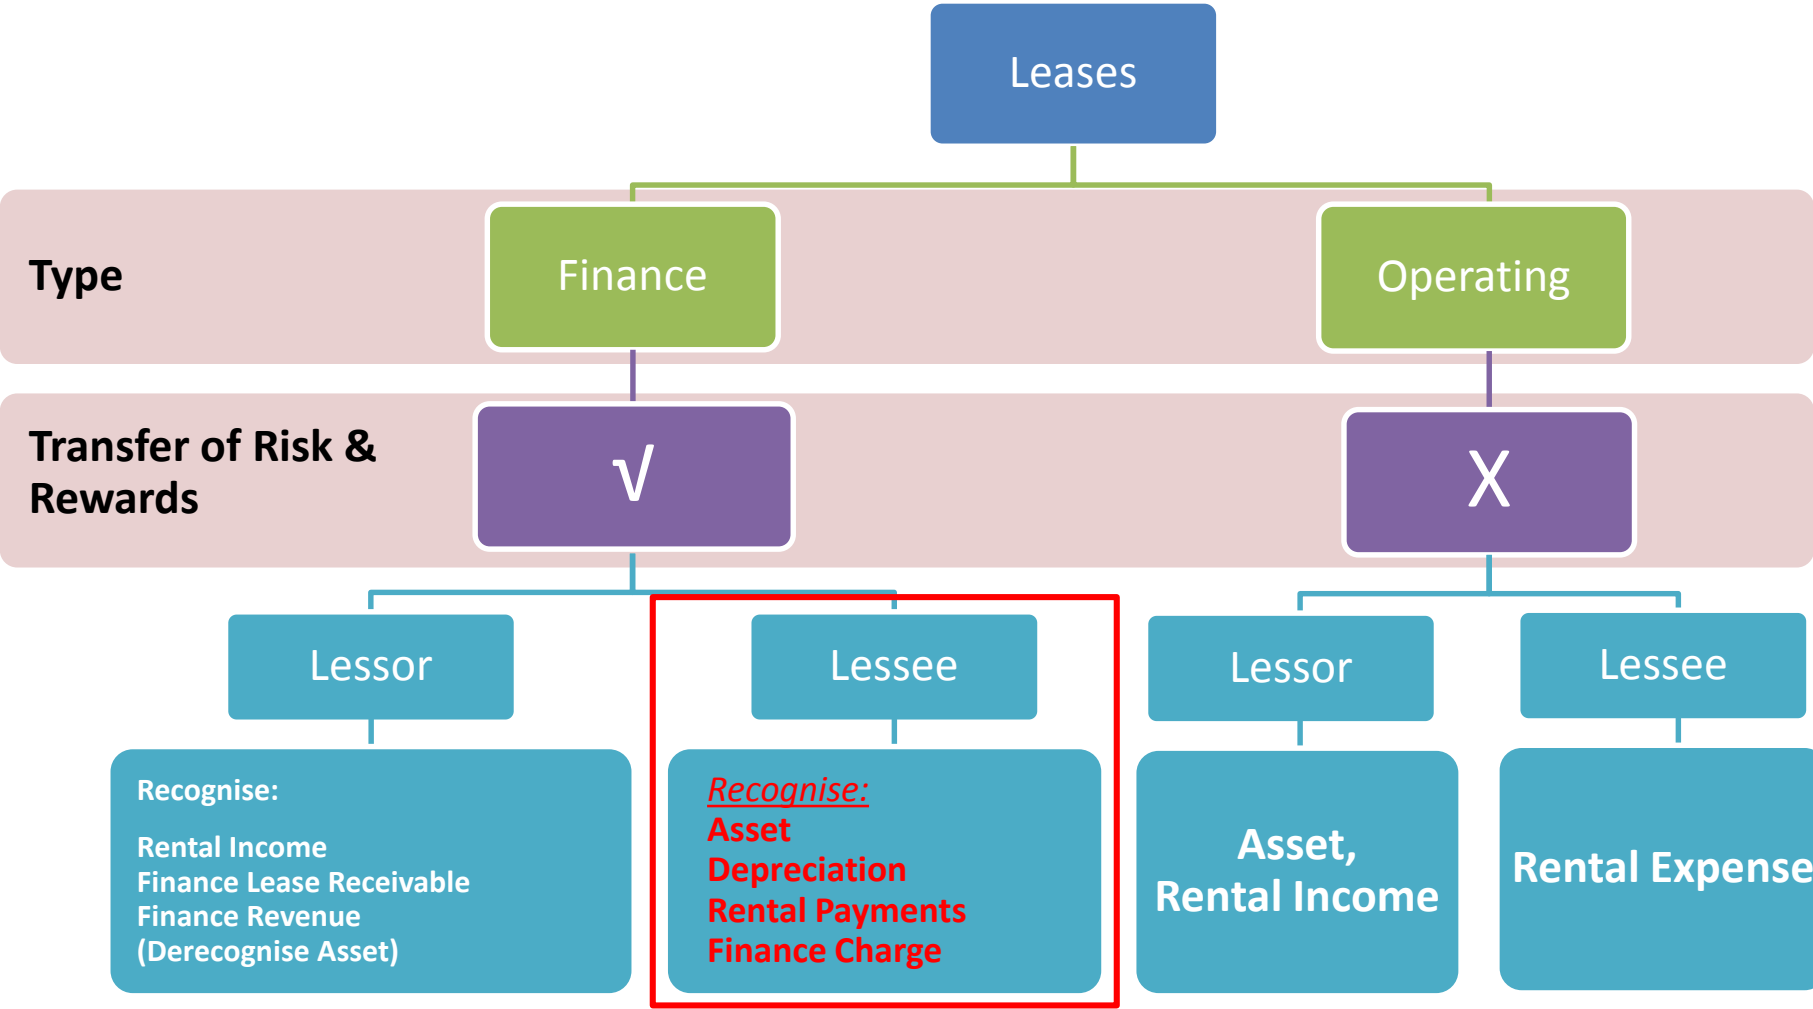 Leases
Type
Finance
Operating
Transfer of Risk &
Rewards
√
X
Lessor
Lessee
Lessor
Lessee
Recognise:
Rental Income
Finance Lease Receivable
Finance Revenue
(Derecognise Asset)
Recognise:
Asset
Depreciation
Rental Payments
Finance Charge
Asset,
Rental Income
Rental Expense